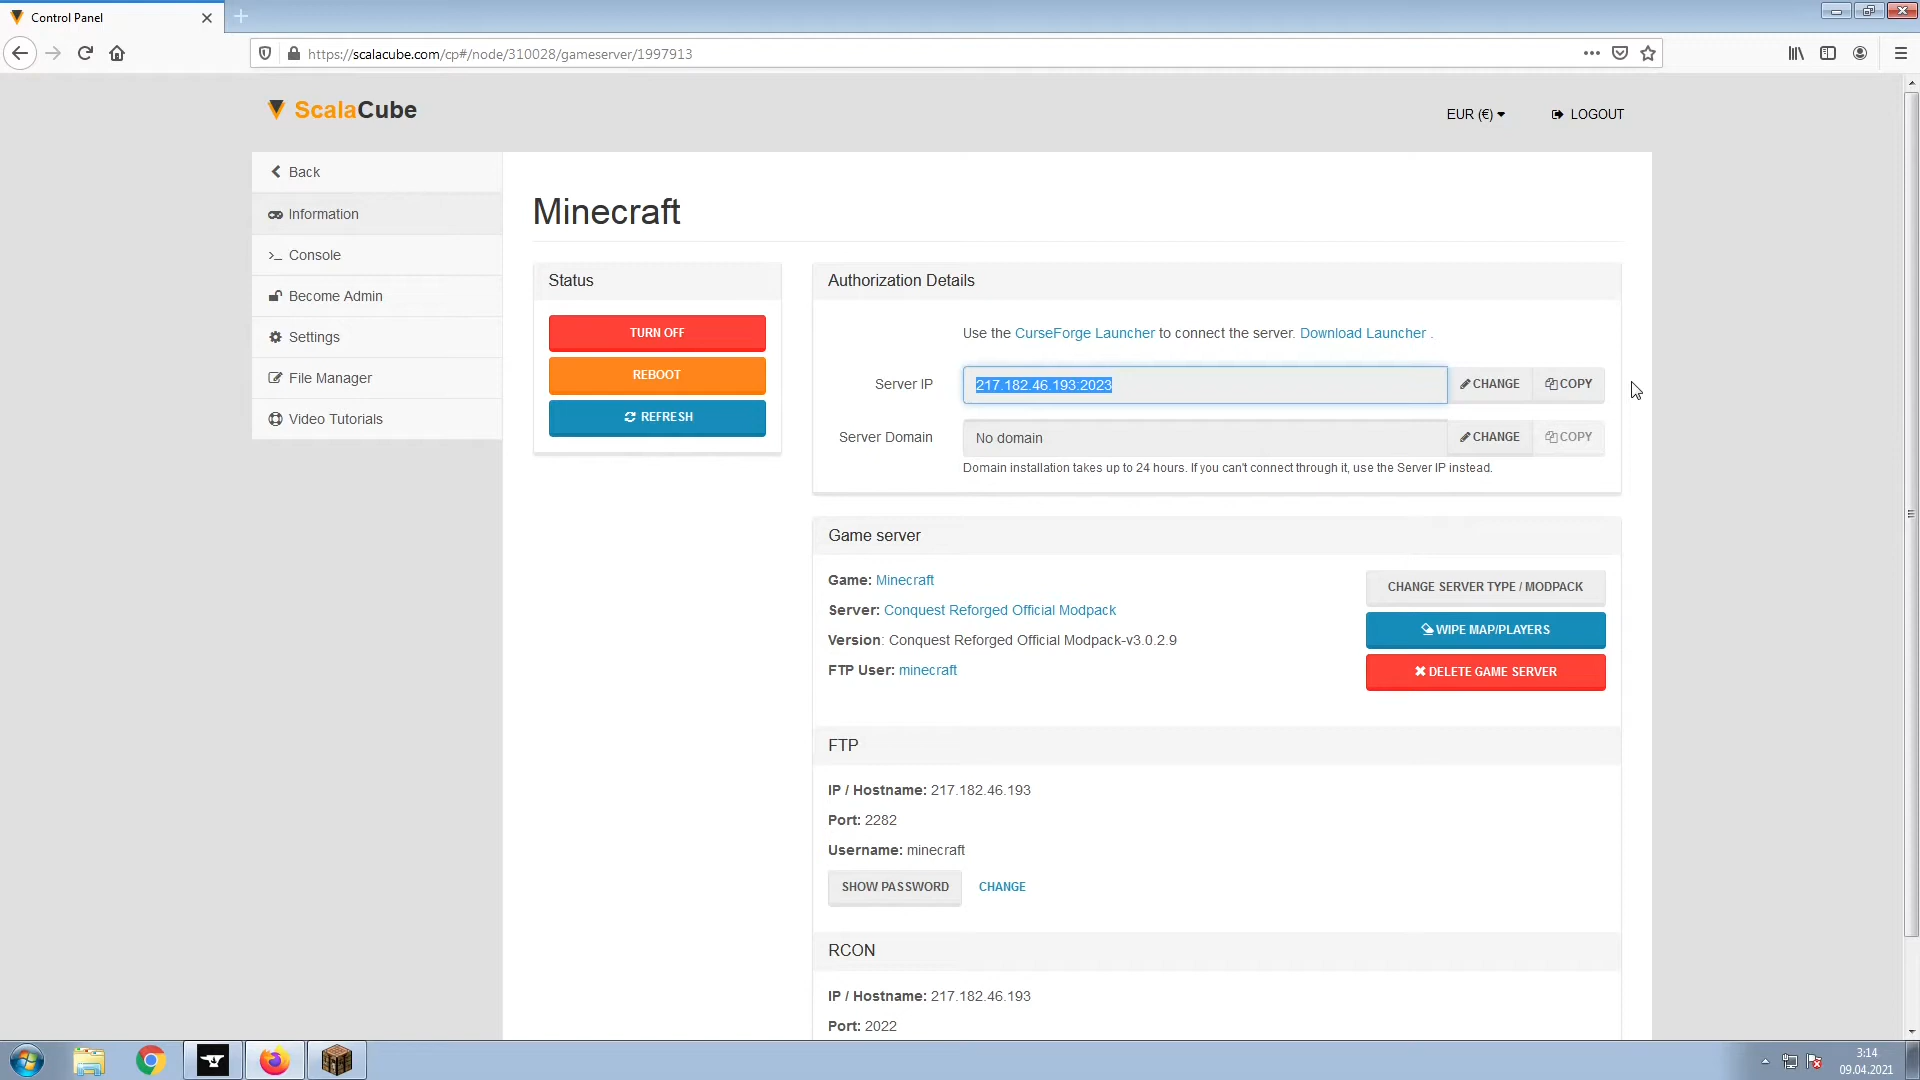 Control Panel
https://scalacube.com/cp#/node/310028/gameserver/1997913
ScalaCube
EUR (€)
LOGOUT
Back
Information
Console
Become Admin
Settings
File Manager
Video Tutorials
Minecraft
Status
TURN OFF
REBOOT
REFRESH
Authorization Details
Use the CurseForge Launcher to connect the server. Download Launcher .
Server IP
217.182.46.193:2023
CHANGE
COPY
Server Domain
No domain
CHANGE
COPY
Domain installation takes up to 24 hours. If you can't connect through it, use the Server IP instead.
Game server
Game: Minecraft
Server: Conquest Reforged Official Modpack
Version: Conquest Reforged Official Modpack-v3.0.2.9
FTP User: minecraft
CHANGE SERVER TYPE / MODPACK
WIPE MAP/PLAYERS
DELETE GAME SERVER
FTP
IP / Hostname: 217.182.46.193
Port: 2282
Username: minecraft
SHOW PASSWORD
CHANGE
RCON
IP / Hostname: 217.182.46.193
Port: 2022
3:14
09.04.2021